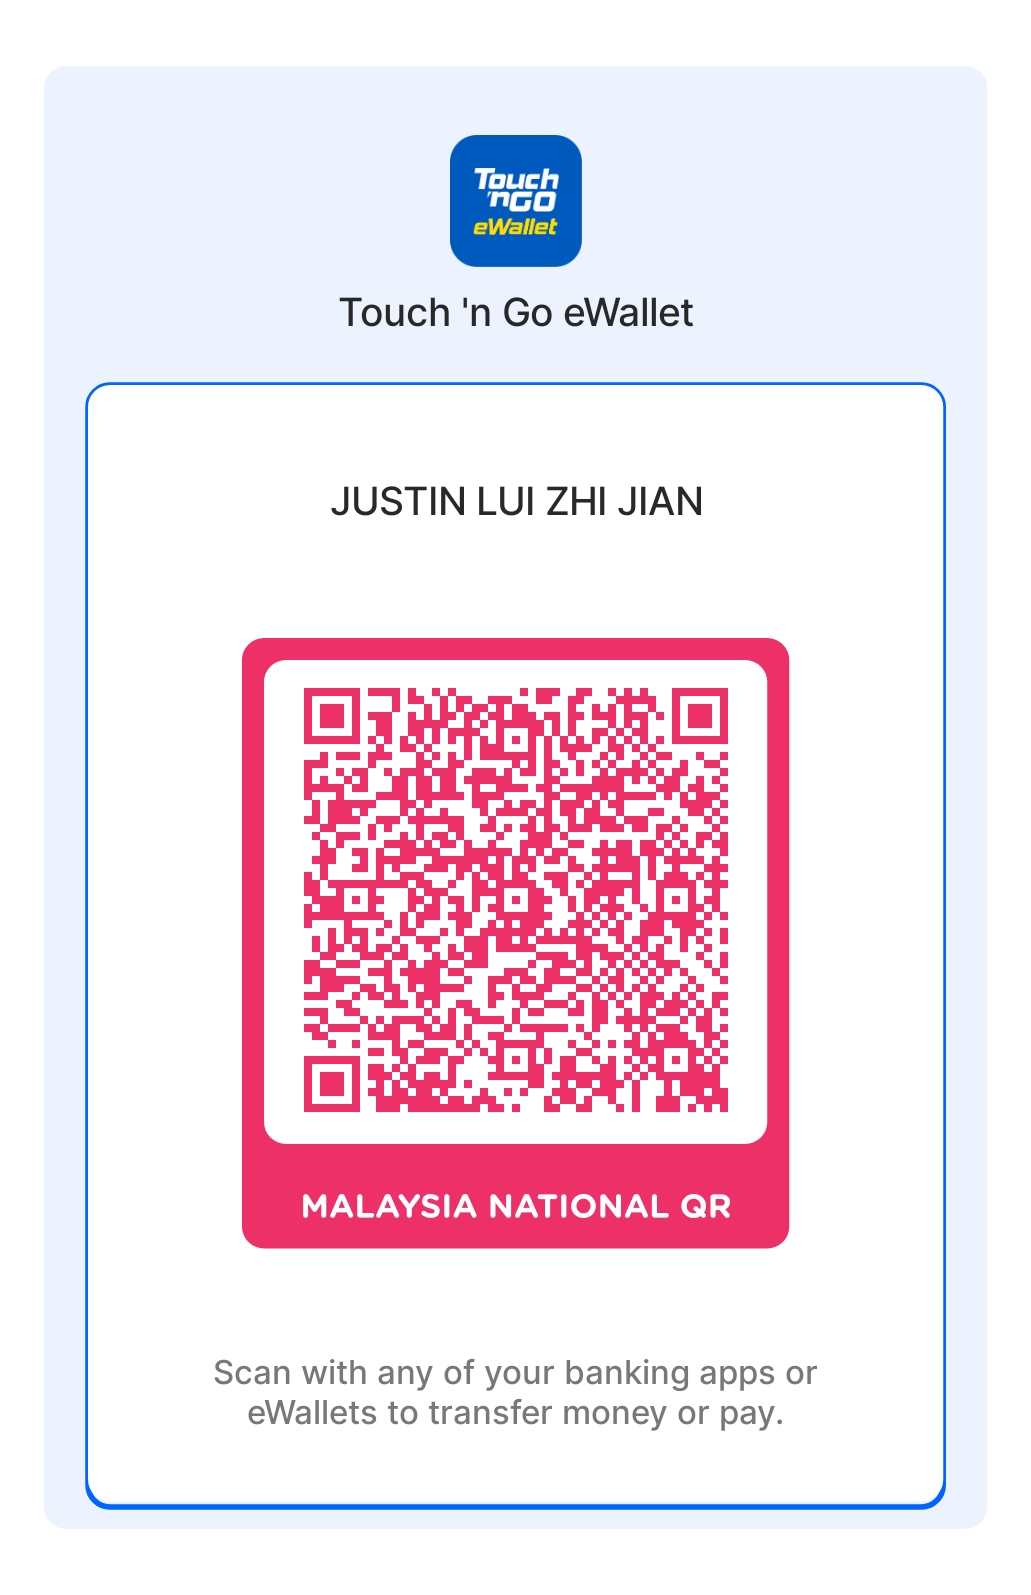 Touch
'nGO
eWallet
Touch 'n Go eWallet
JUSTIN LUI ZHI JIAN
MALAYSIA NATIONAL QR
Scan with any of your banking apps or
eWallets to transfer money or pay.